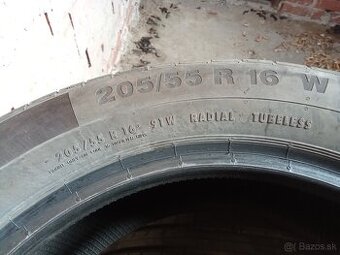 205/55 R 16 W
205/55 R 16 91W - RADIAL - TUBELESS
Bazos.sk